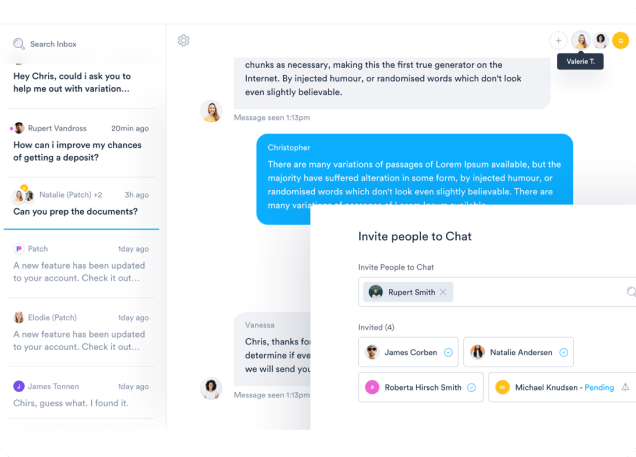 Search Inbox
Hey Chris, could i ask you to
help me out with variation...
Rupert Vandross 20min ago
How can i improve my chances
of getting a deposit?
Natalie (Patch) +2 3h ago
Can you prep the documents?
Patch 1day ago
A new feature has been updated
to your account. Check it out...
Elodie (Patch) 1day ago
A new feature has been updated
to your account. Check it out...
J
James Tonnen 1day ago
Chirs, guess what. I found it.
Valerie T.
chunks as necessary, making this the first true generator on the
Internet. By injected humour, or randomised words which don't look
even slightly believable.
Message seen 1:13pm
Christopher
There are many variations of passages of Lorem Ipsum available, but the
majority have suffered alteration in some form, by injected humour, or
randomised words which don't look even slightly believable. There are
many variations of passages of Lorem Ipsum available
Vanessa
Chris, thanks fo
determine if eve
we will send you
Message seen 1:13pm
Invite people to Chat
Invite People to Chat
Rupert Smith
Invited (4)
James Corben
Natalie Andersen
Roberta Hirsch Smith
Michael Knudsen - Pending